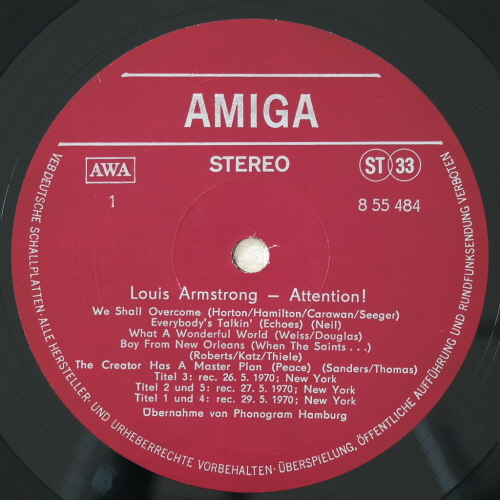 AMIGA
AWA
STEREO
ST 33
1
8 55 484
Louis Armstrong – Attention!
We Shall Overcome (Horton/Hamilton/Carawan/Seeger)
Everybody's Talkin' (Echoes) (Neil)
What A Wonderful World (Weiss/Douglas)
Boy From New Orleans (When The Saints . . .)
(Roberts/Katz/Thiele)
The Creator Has A Master Plan (Peace) (Sanders/Thomas)
Titel 3: rec. 26. 5. 1970; New York
Titel 2 und 5: rec. 27. 5. 1970; New York
Titel 1 und 4: rec. 29. 5. 1970; New York
Übernahme von Phonogram Hamburg
VEB DEUTSCHE SCHALLPLATTEN · ALLE HERSTELLER- UND URHEBERRECHTE VORBEHALTEN · ÜBERSPIELUNG, ÖFFENTLICHE AUFFÜHRUNG UND RUNDFUNKSENDUNG VERBOTEN